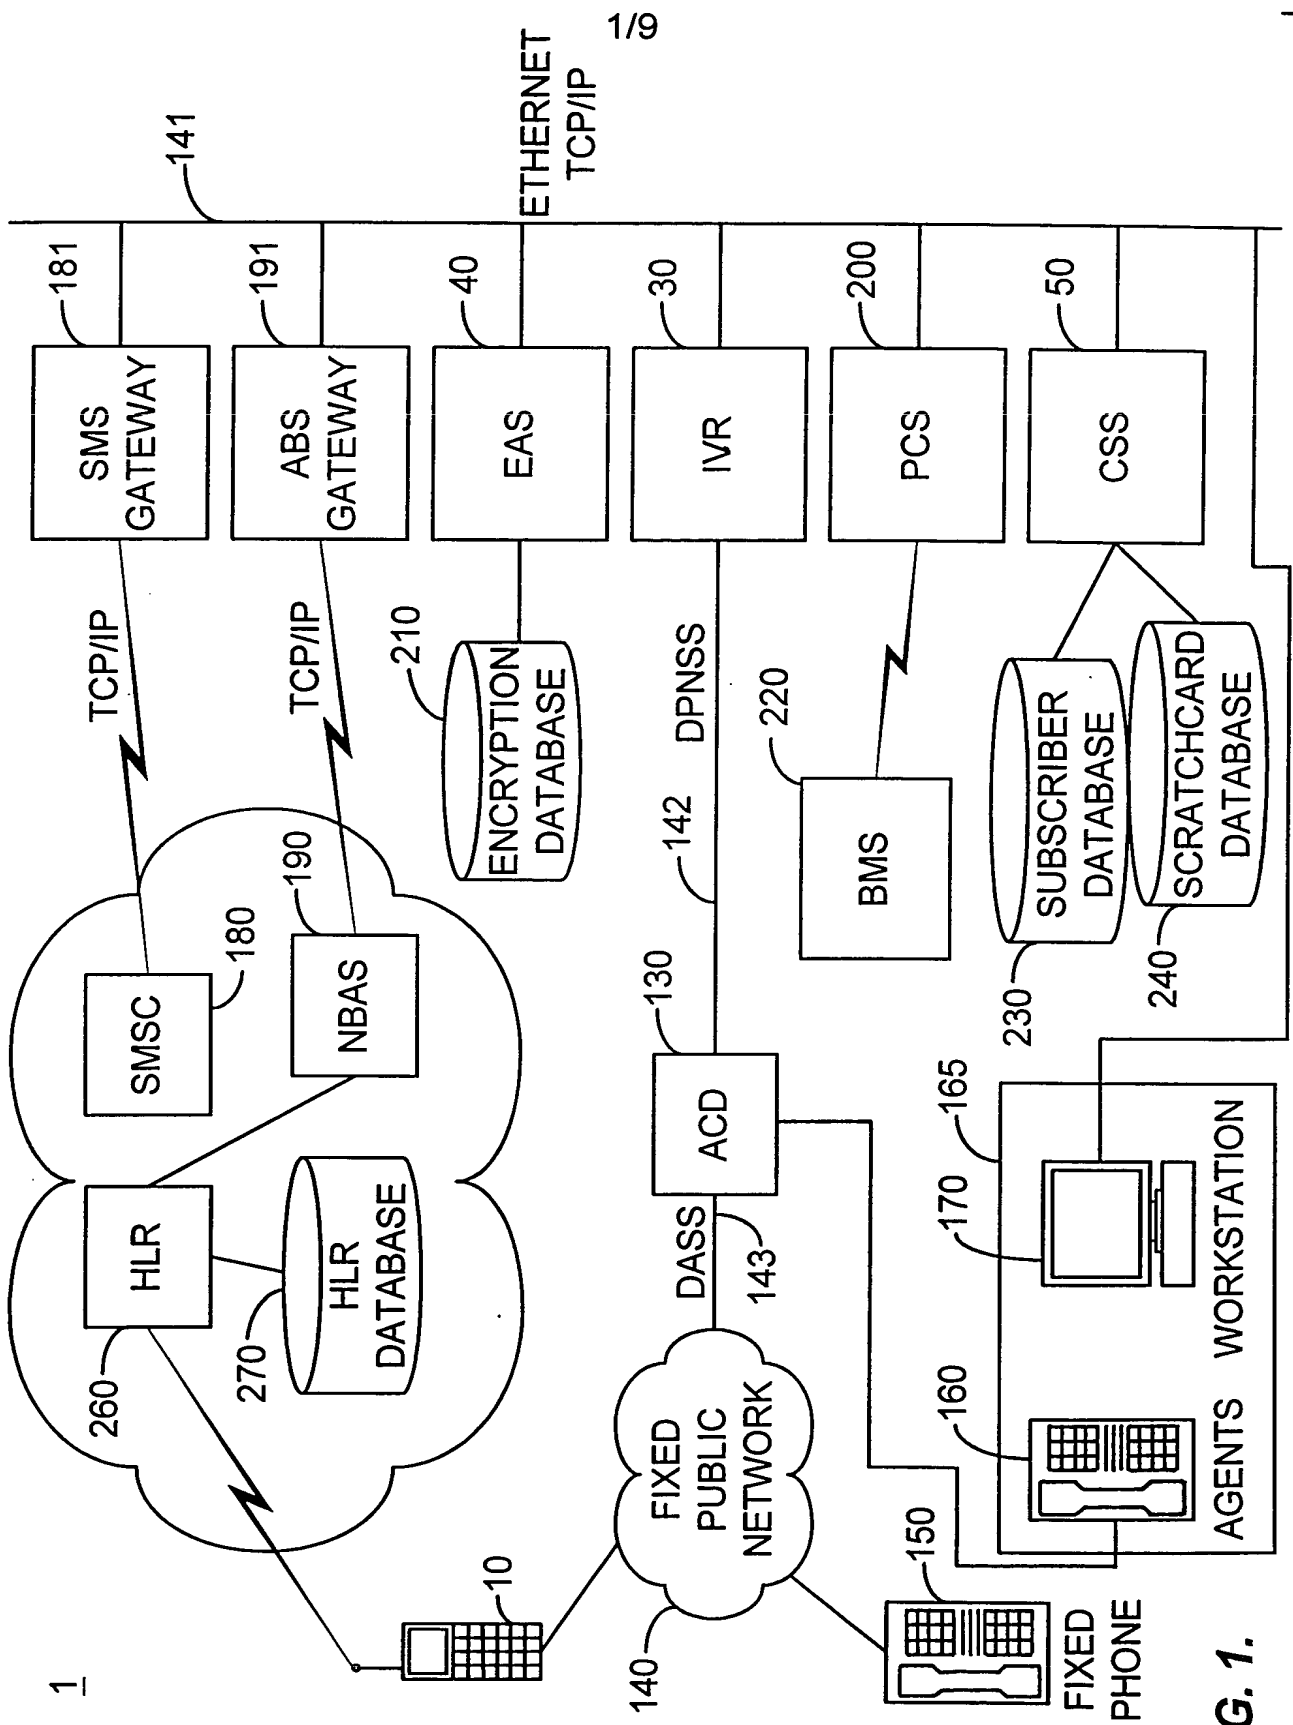 1/9
1
ETHERNET
TCP/IP
141
SMS
GATEWAY
181
ABS
GATEWAY
191
EAS
40
IVR
30
PCS
200
CSS
50
TCP/IP
TCP/IP
ENCRYPTION
DATABASE
210
DPNSS
142
BMS
220
SUBSCRIBER
DATABASE
230
SCRATCHCARD
DATABASE
240
SMSC
180
NBAS
190
HLR
260
HLR
DATABASE
270
ACD
130
DASS
143
FIXED
PUBLIC
NETWORK
140
10
150
FIXED
PHONE
160
170
165
AGENTS WORKSTATION
G. 1.